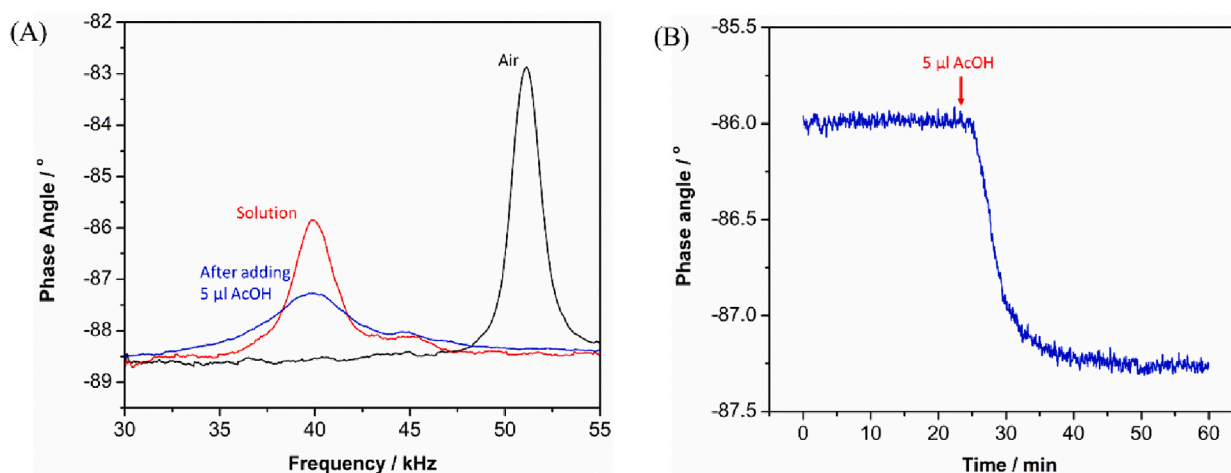 (A)
-82
-83
-84
-85
-86
-87
-88
-89
Phase Angle / °
Air
Solution
After adding
5 µl AcOH
30
35
40
45
50
55
Frequency / kHz
(B)
-85.5
-86.0
-86.5
-87.0
-87.5
Phase angle / °
5 µl AcOH
0
10
20
30
40
50
60
Time / min